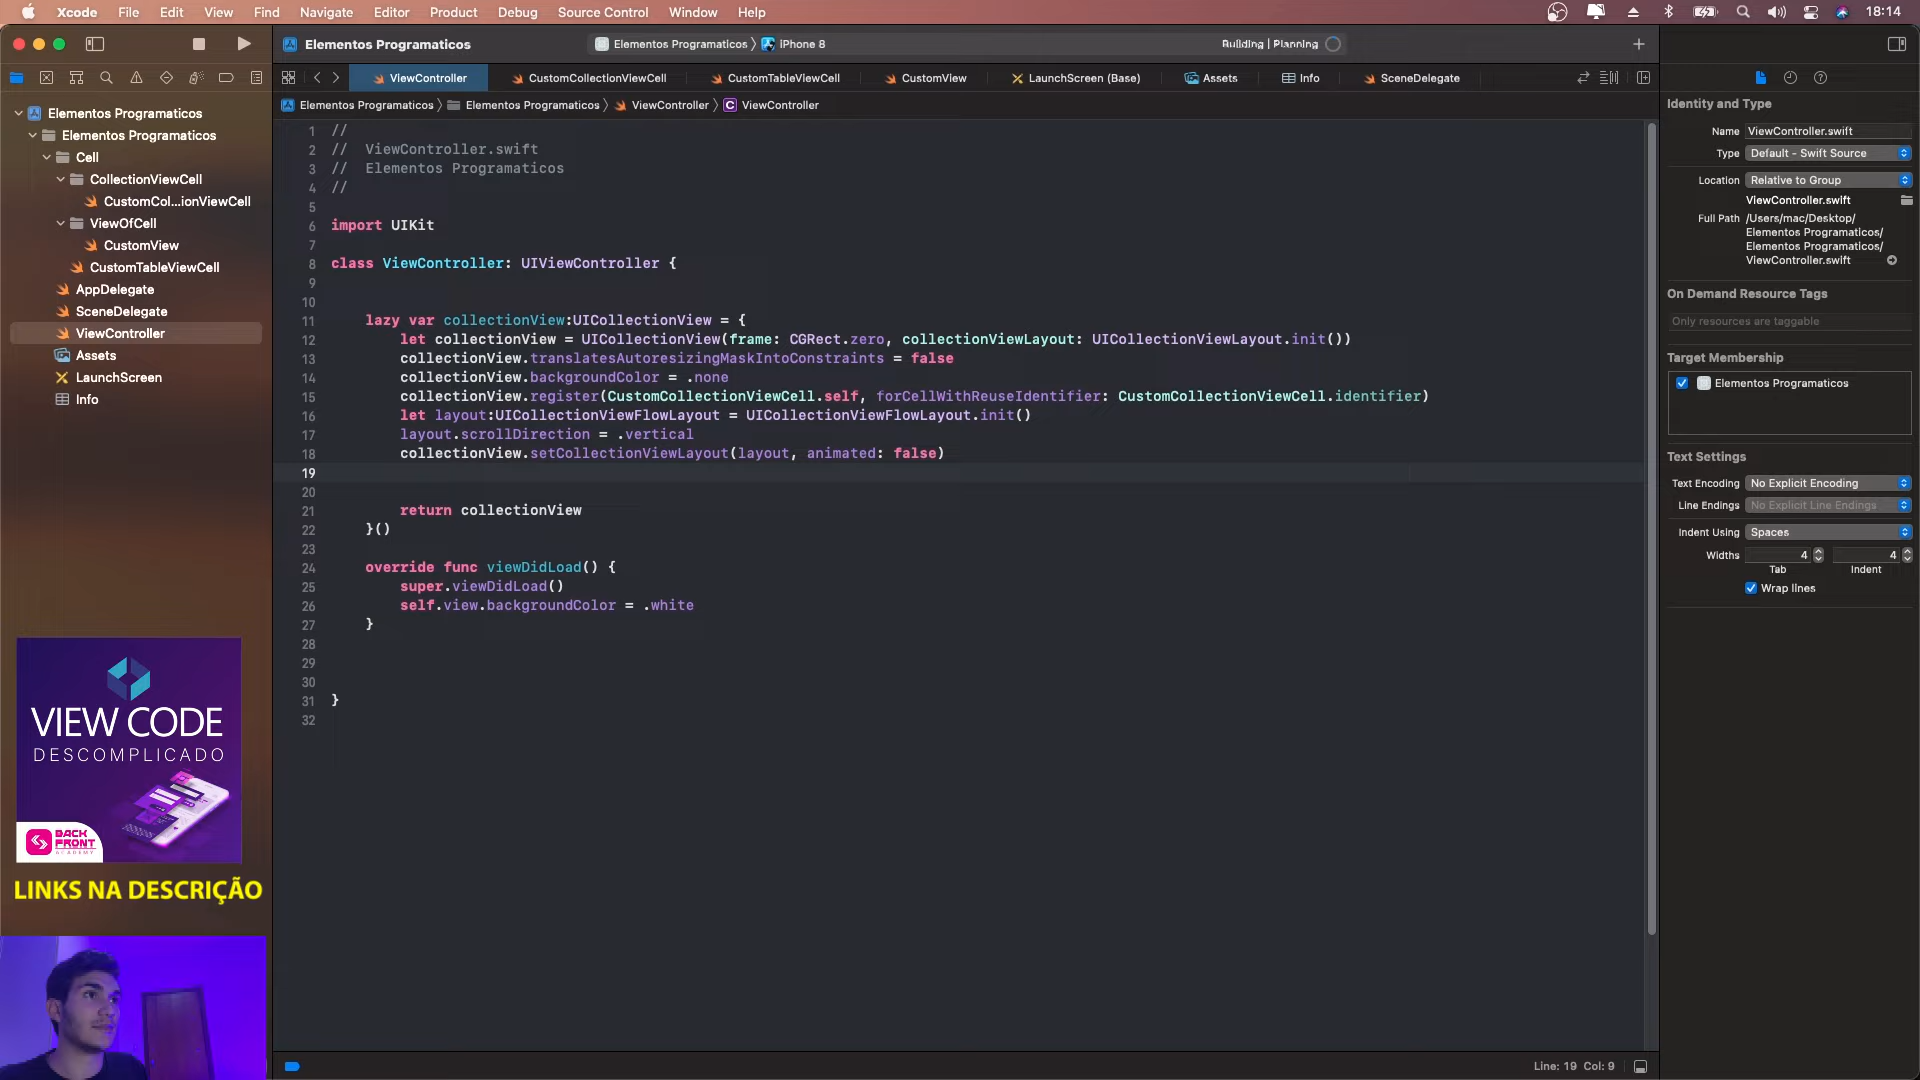 Xcode File Edit View Find Navigate Editor Product Debug Source Control Window Help 18:14
Elementos Programaticos
Elementos Programaticos 〉 iPhone 8
Building | Planning
ViewController
CustomCollectionViewCell
CustomTableViewCell
CustomView
LaunchScreen (Base)
Assets
Info
SceneDelegate
Elementos Programaticos 〉 Elementos Programaticos 〉 ViewController 〉 C ViewController
Elementos Programaticos
Elementos Programaticos
Cell
CollectionViewCell
CustomCol...ionViewCell
ViewOfCell
CustomView
CustomTableViewCell
AppDelegate
SceneDelegate
ViewController
Assets
LaunchScreen
Info
VIEW CODE
DESCOMPLICADO
BACK
FRONT
ACADEMY
LINKS NA DESCRIÇÃO
1 //
2 //  ViewController.swift
3 //  Elementos Programaticos
4 //
5
6 import UIKit
7
8 class ViewController: UIViewController {
9
10
11     lazy var collectionView:UICollectionView = {
12         let collectionView = UICollectionView(frame: CGRect.zero, collectionViewLayout: UICollectionViewLayout.init())
13         collectionView.translatesAutoresizingMaskIntoConstraints = false
14         collectionView.backgroundColor = .none
15         collectionView.register(CustomCollectionViewCell.self, forCellWithReuseIdentifier: CustomCollectionViewCell.identifier)
16         let layout:UICollectionViewFlowLayout = UICollectionViewFlowLayout.init()
17         layout.scrollDirection = .vertical
18         collectionView.setCollectionViewLayout(layout, animated: false)
19
20
21         return collectionView
22     }()
23
24     override func viewDidLoad() {
25         super.viewDidLoad()
26         self.view.backgroundColor = .white
27     }
28
29
30
31 }
32
Line: 19 Col: 9
Identity and Type
Name ViewController.swift
Type Default - Swift Source
Location Relative to Group
ViewController.swift
Full Path /Users/mac/Desktop/
Elementos Programaticos/
Elementos Programaticos/
ViewController.swift
On Demand Resource Tags
Only resources are taggable
Target Membership
Elementos Programaticos
Text Settings
Text Encoding No Explicit Encoding
Line Endings No Explicit Line Endings
Indent Using Spaces
Widths 4 4
Tab Indent
Wrap lines